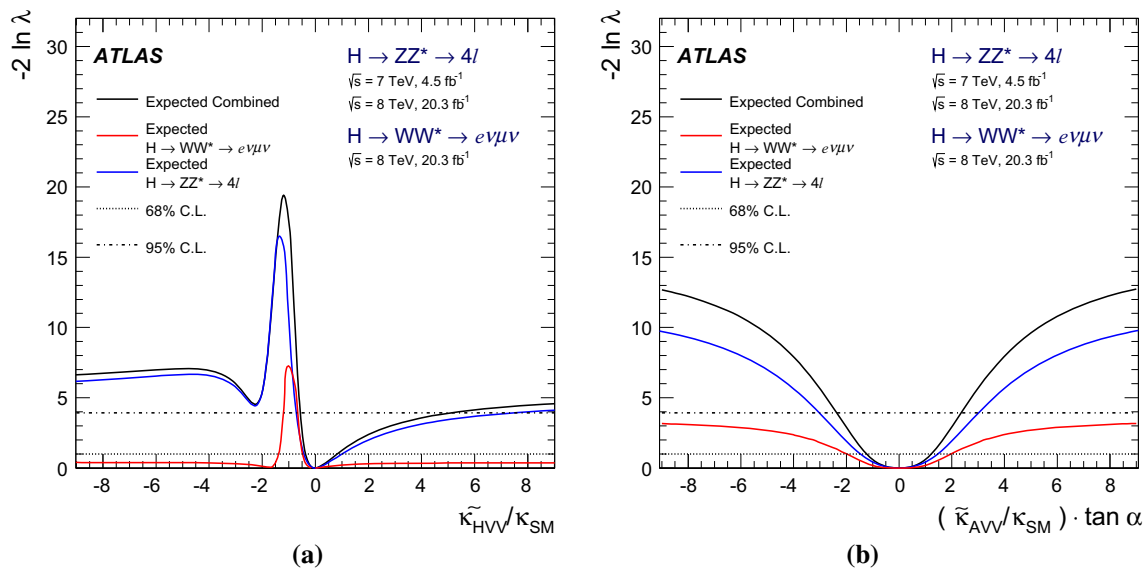 -2 ln λ
30
25
20
15
10
5
0
ATLAS
H → ZZ* → 4l
√s = 7 TeV, 4.5 fb⁻¹
√s = 8 TeV, 20.3 fb⁻¹
H → WW* → eνμν
√s = 8 TeV, 20.3 fb⁻¹
Expected Combined
Expected
H → WW* → eνμν
Expected
H → ZZ* → 4l
68% C.L.
95% C.L.
-8 -6 -4 -2 0 2 4 6 8
κ̃HVV/κSM
(a)
-2 ln λ
30
25
20
15
10
5
0
ATLAS
H → ZZ* → 4l
√s = 7 TeV, 4.5 fb⁻¹
√s = 8 TeV, 20.3 fb⁻¹
H → WW* → eνμν
√s = 8 TeV, 20.3 fb⁻¹
Expected Combined
Expected
H → WW* → eνμν
Expected
H → ZZ* → 4l
68% C.L.
95% C.L.
-8 -6 -4 -2 0 2 4 6 8
( κ̃AVV/κSM) · tan α
(b)